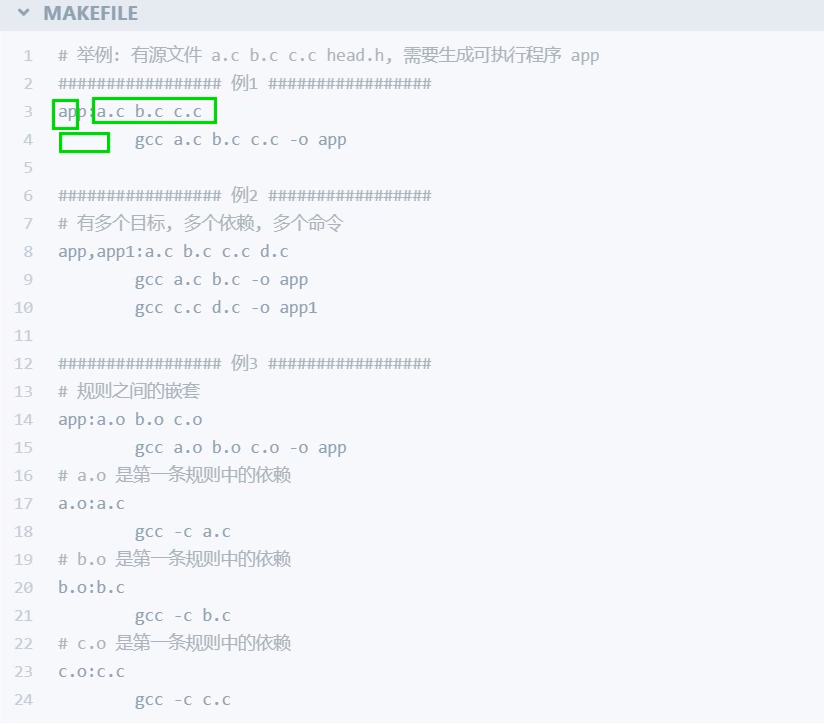 MAKEFILE
1 # 举例: 有源文件 a.c b.c c.c head.h, 需要生成可执行程序 app
2 ################# 例1 #################
3 app:a.c b.c c.c
4 gcc a.c b.c c.c -o app
5
6 ################# 例2 #################
7 # 有多个目标, 多个依赖, 多个命令
8 app,app1:a.c b.c c.c d.c
9 gcc a.c b.c -o app
10 gcc c.c d.c -o app1
11
12 ################# 例3 #################
13 # 规则之间的嵌套
14 app:a.o b.o c.o
15 gcc a.o b.o c.o -o app
16 # a.o 是第一条规则中的依赖
17 a.o:a.c
18 gcc -c a.c
19 # b.o 是第一条规则中的依赖
20 b.o:b.c
21 gcc -c b.c
22 # c.o 是第一条规则中的依赖
23 c.o:c.c
24 gcc -c c.c